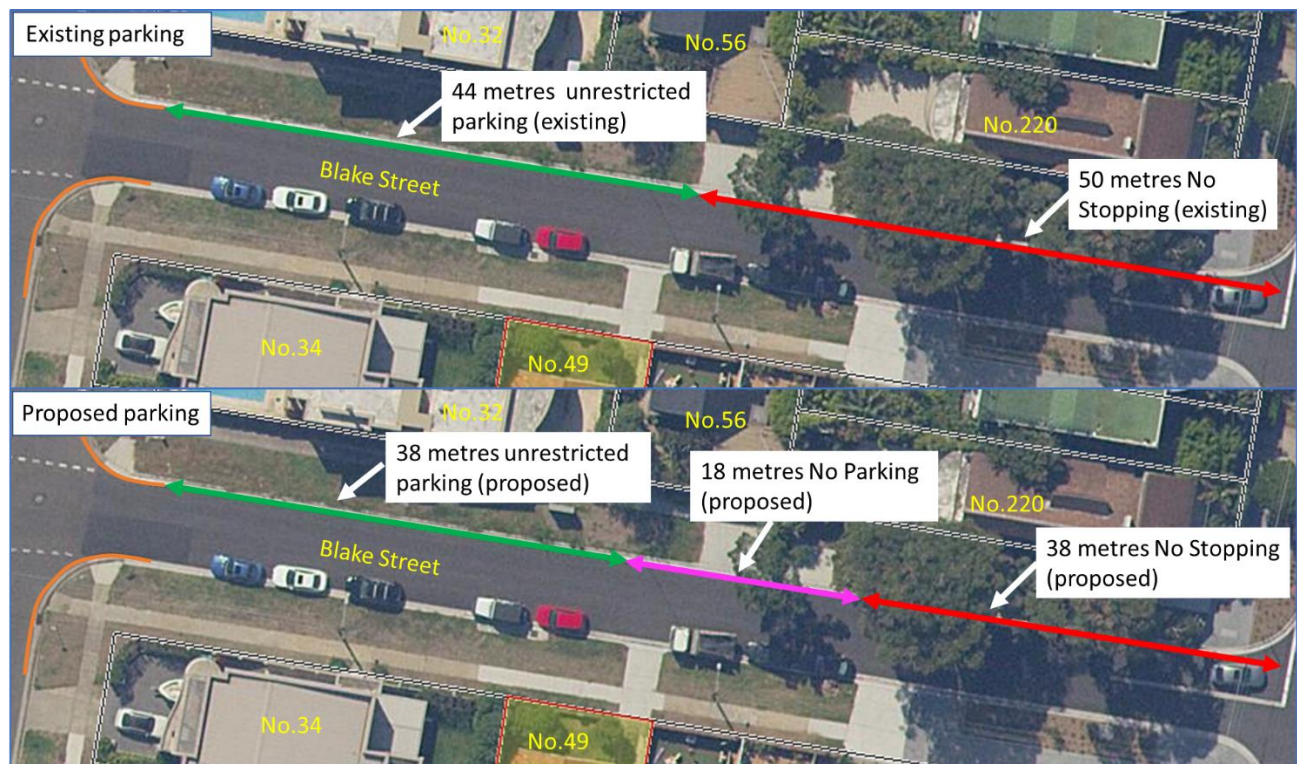 Existing parking
No.32
No.56
44 metres unrestricted
parking (existing)
No.220
Blake Street
50 metres No
Stopping (existing)
No.34
No.49
Proposed parking
No.32
No.56
38 metres unrestricted
parking (proposed)
18 metres No Parking
(proposed)
No.220
Blake Street
38 metres No Stopping
(proposed)
No.34
No.49